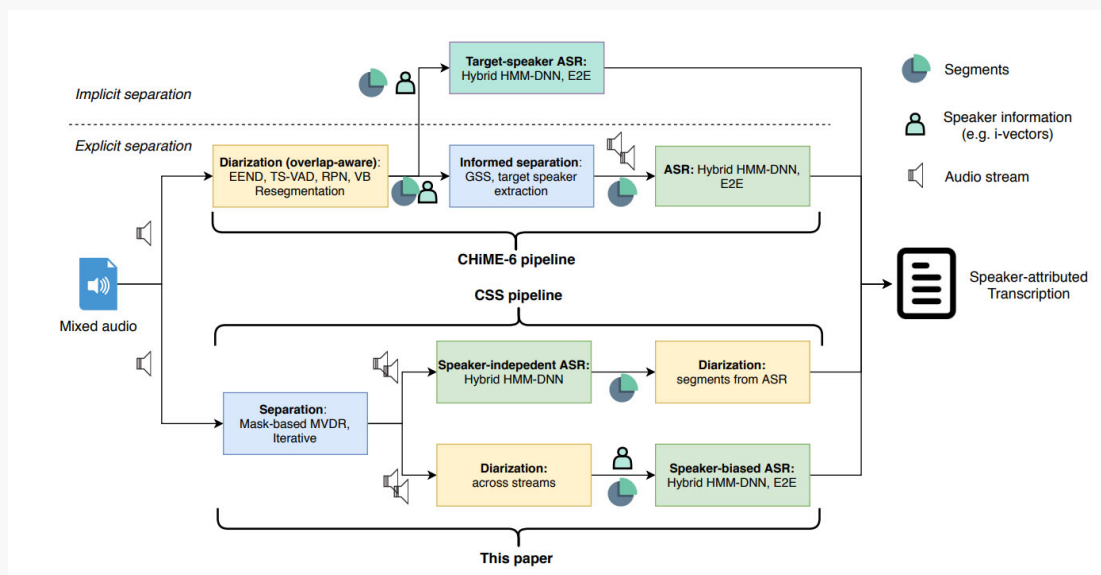 Target-speaker ASR:
Hybrid HMM-DNN, E2E
Segments
Implicit separation
Speaker information
(e.g. i-vectors)
Explicit separation
Diarization (overlap-aware):
EEND, TS-VAD, RPN, VB
Resegmentation
Informed separation:
GSS, target speaker
extraction
ASR: Hybrid HMM-DNN,
E2E
Audio stream
CHiME-6 pipeline
Mixed audio
CSS pipeline
Speaker-attributed
Transcription
Speaker-indepedent ASR:
Hybrid HMM-DNN
Diarization:
segments from ASR
Separation:
Mask-based MVDR,
Iterative
Diarization:
across streams
Speaker-biased ASR:
Hybrid HMM-DNN, E2E
This paper